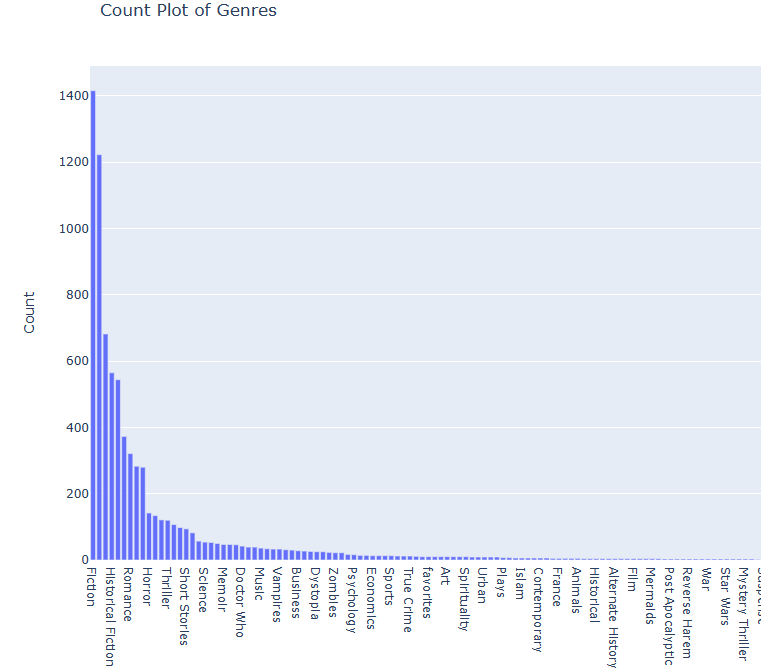 Count Plot of Genres
Count
1400
1200
1000
800
600
400
200
0
Fiction
Historical Fiction
Romance
Horror
Thriller
Short Stories
Science
Memoir
Doctor Who
Music
Vampires
Business
Dystopia
Zombies
Psychology
Economics
Sports
True Crime
favorites
Art
Spirituality
Urban
Plays
Islam
Contemporary
France
Animals
Historical
Alternate History
Film
Mermaids
Post Apocalyptic
Reverse Harem
War
Star Wars
Mystery Thriller
Suspense